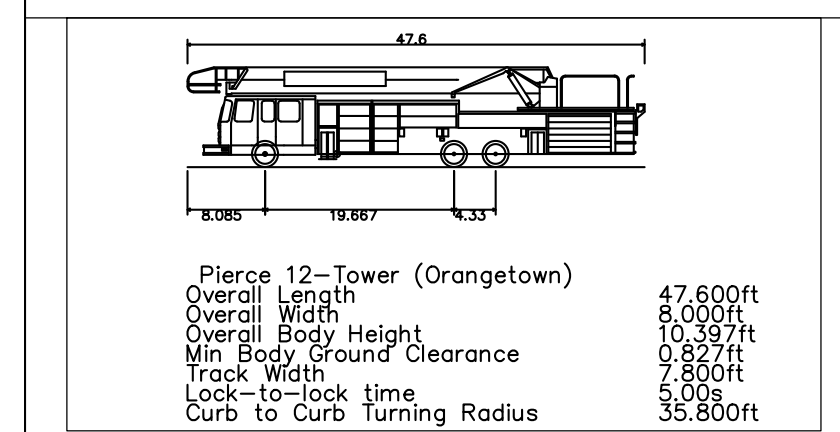 47.6
8.085 19.667 4.33
Pierce 12-Tower (Orangetown)
Overall Length 47.600ft
Overall Width 8.000ft
Overall Body Height 10.397ft
Min Body Ground Clearance 0.827ft
Track Width 7.800ft
Lock-to-lock time 5.00s
Curb to Curb Turning Radius 35.800ft